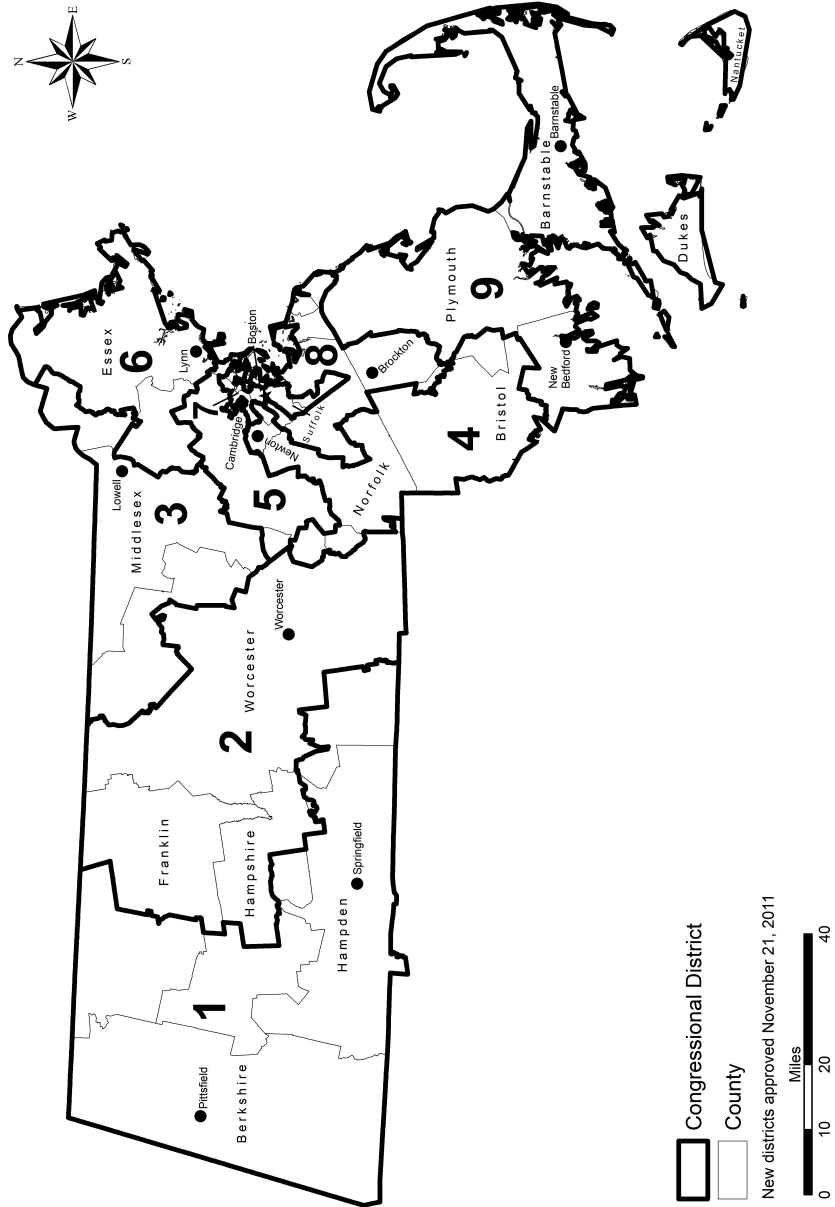 N
W
E
S
Pittsfield
Berkshire
1
Franklin
Hampshire
Hampden
Springfield
2
Worcester
Worcester
Lowell
Middlesex
3
Essex
6
Lynn
7
Cambridge
Boston
Newton
5
Suffolk
8
Norfolk
Brockton
4
Bristol
New
Bedford
Plymouth
9
Barnstable
Barnstable
Dukes
Nantucket
Congressional District
County
New districts approved November 21, 2011
Miles
0 10 20 40